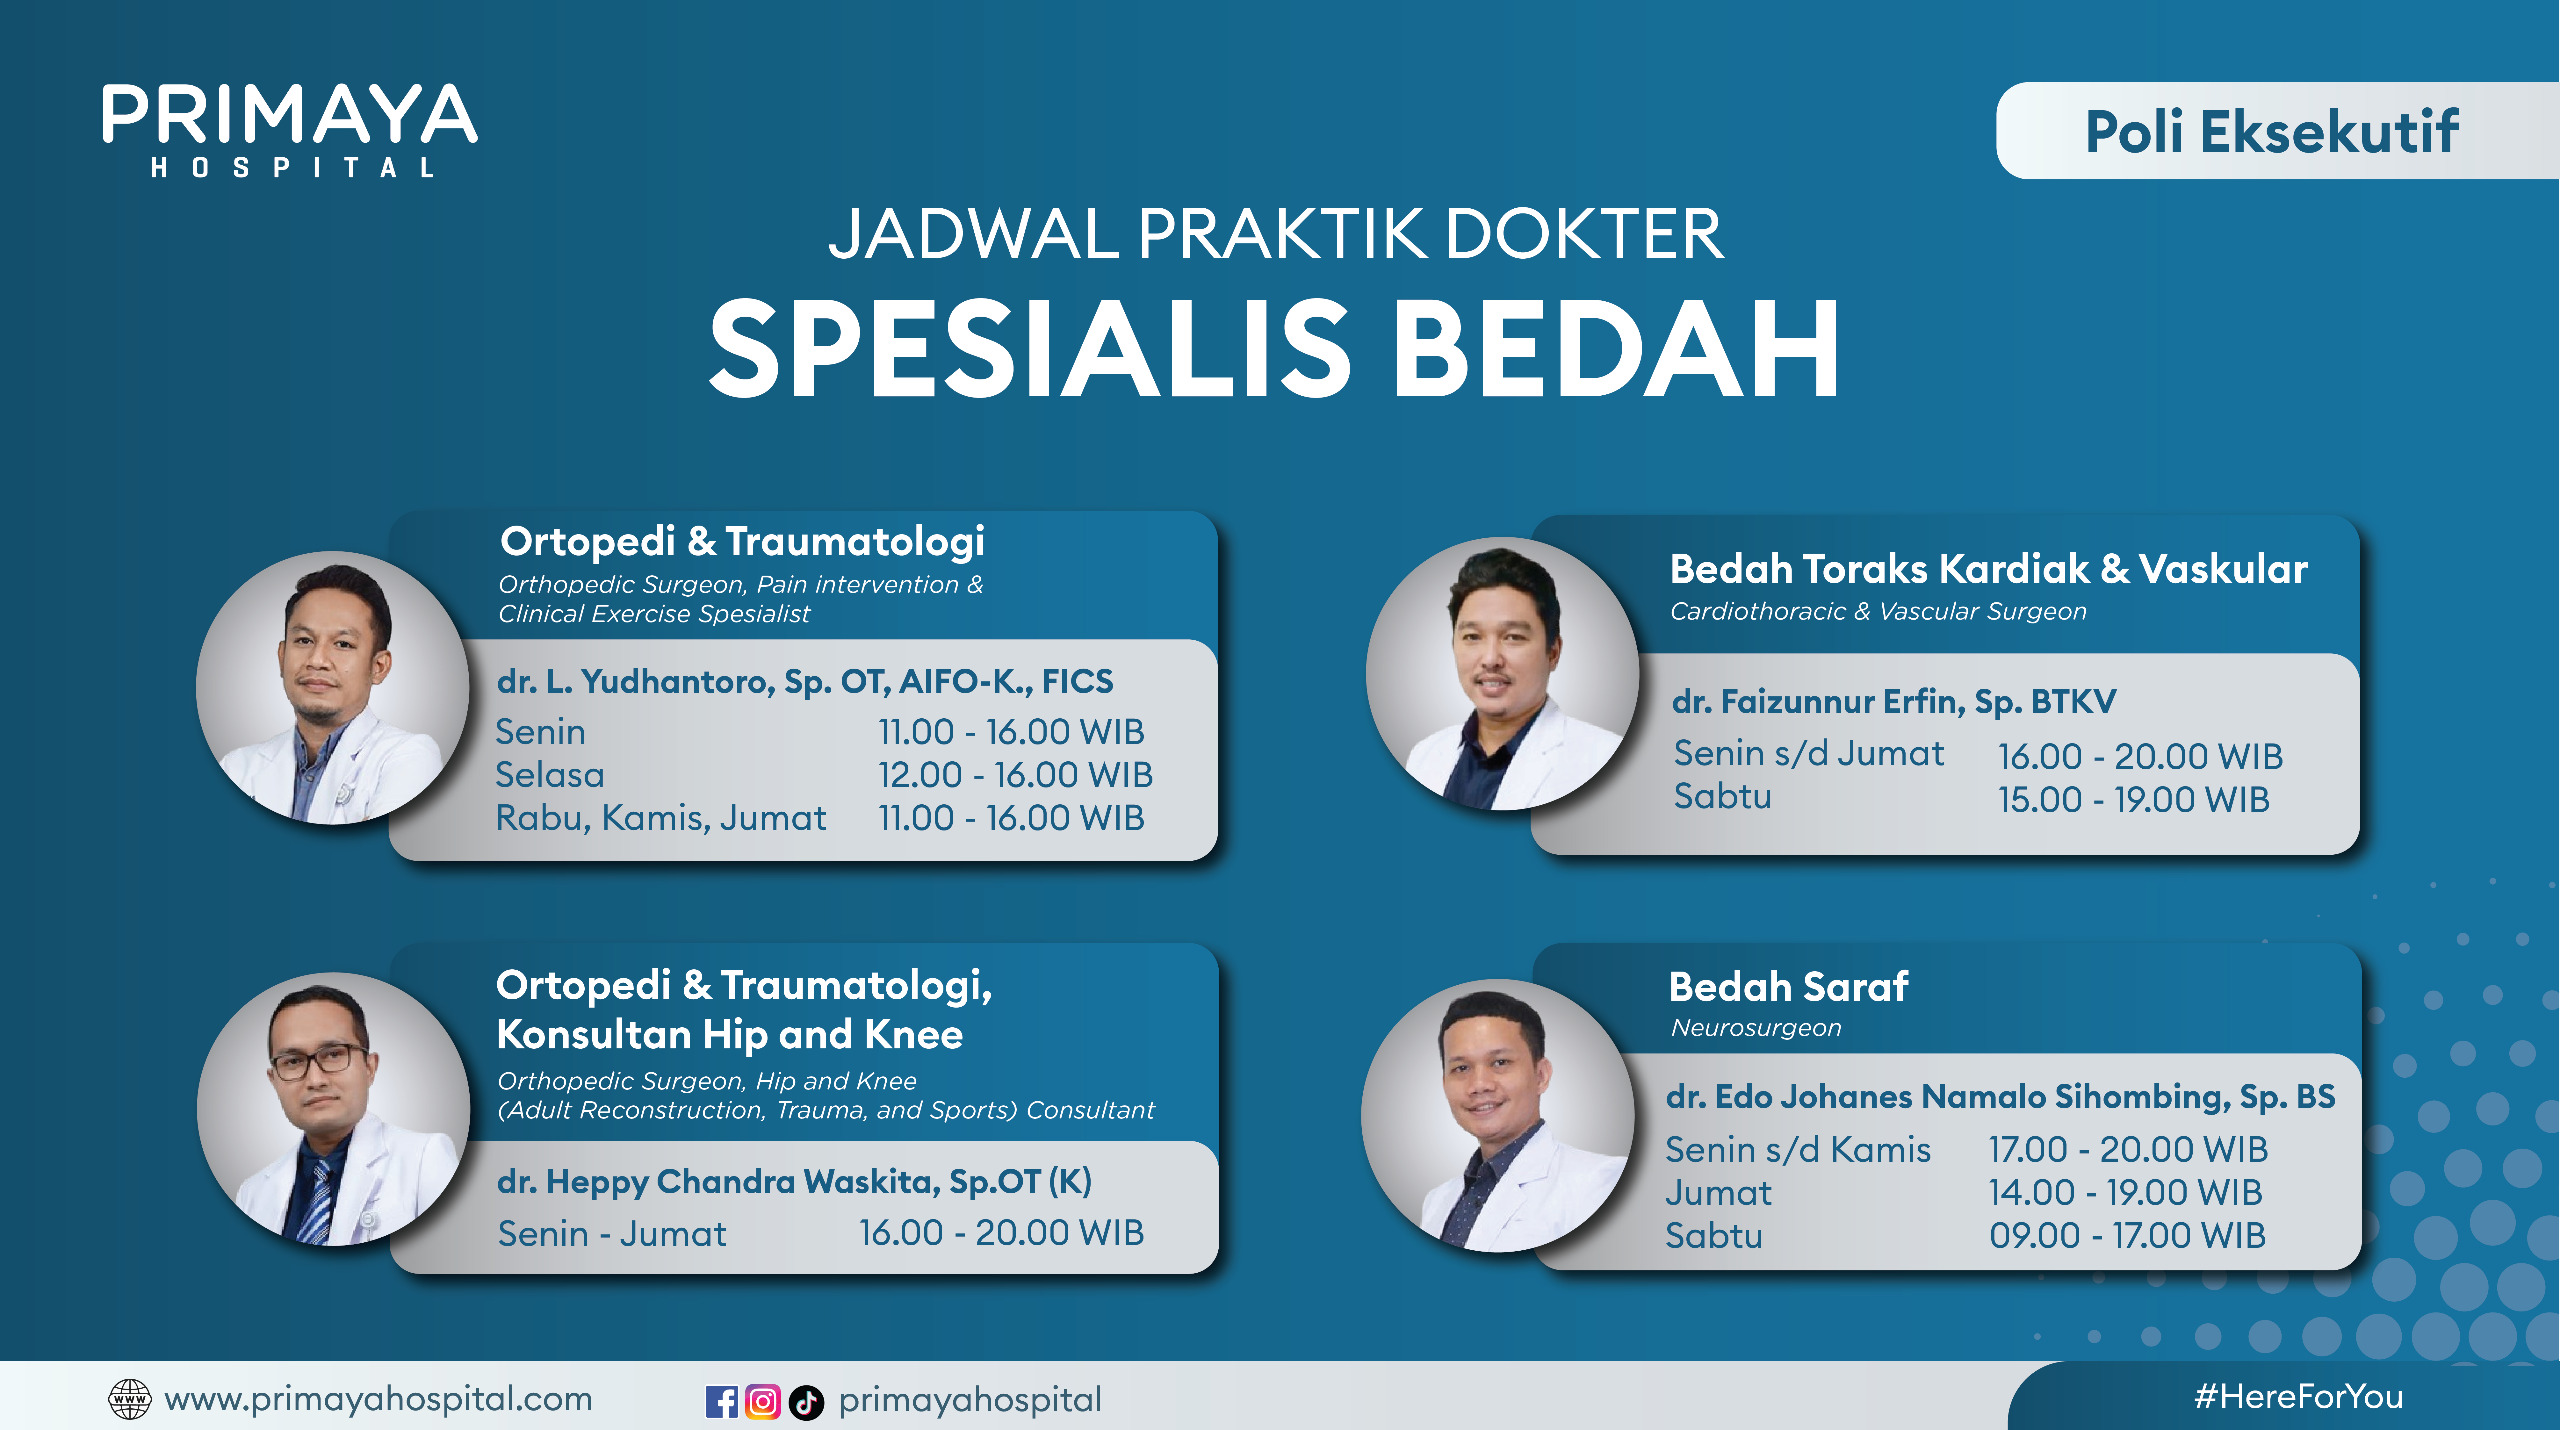 PRIMAYA
HOSPITAL
Poli Eksekutif
JADWAL PRAKTIK DOKTER
SPESIALIS BEDAH
Ortopedi & Traumatologi
Orthopedic Surgeon, Pain intervention &
Clinical Exercise Spesialist
dr. L. Yudhantoro, Sp. OT, AIFO-K., FICS
Senin 11.00 - 16.00 WIB
Selasa 12.00 - 16.00 WIB
Rabu, Kamis, Jumat 11.00 - 16.00 WIB
Bedah Toraks Kardiak & Vaskular
Cardiothoracic & Vascular Surgeon
dr. Faizunnur Erfin, Sp. BTKV
Senin s/d Jumat 16.00 - 20.00 WIB
Sabtu 15.00 - 19.00 WIB
Ortopedi & Traumatologi,
Konsultan Hip and Knee
Orthopedic Surgeon, Hip and Knee
(Adult Reconstruction, Trauma, and Sports) Consultant
dr. Heppy Chandra Waskita, Sp.OT (K)
Senin - Jumat 16.00 - 20.00 WIB
Bedah Saraf
Neurosurgeon
dr. Edo Johanes Namalo Sihombing, Sp. BS
Senin s/d Kamis 17.00 - 20.00 WIB
Jumat 14.00 - 19.00 WIB
Sabtu 09.00 - 17.00 WIB
WWW www.primayahospital.com
primayahospital
#HereForYou